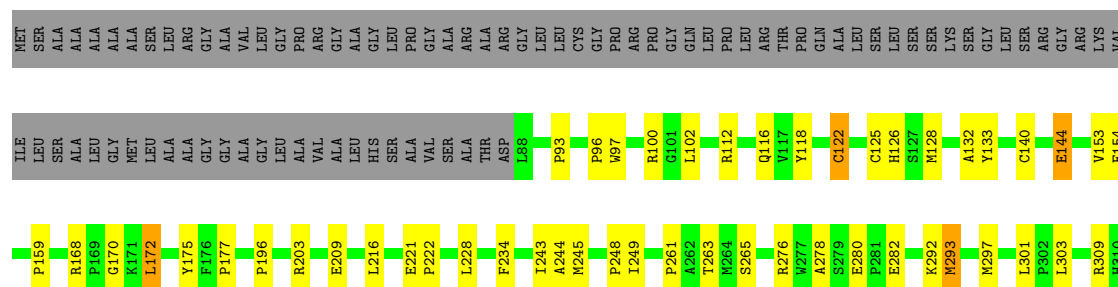 MET SER ALA ALA ALA ALA ALA SER LEU ARG ARG GLY ALA VAL LEU GLY PRO ARG GLY ALA GLY LEU PRO GLY ALA ARG ALA ARG GLY LEU LEU CYS GLY PRO ARG PRO GLY GLN LEU PRO LEU ARG THR PRO GLN ALA LEU SER LEU SER SER LYS SER GLY LEU SER ARG GLY ARG LYS VAL
ILE LEU SER ALA LEU GLY MET LEU ALA ALA GLY GLY ALA GLY LEU ALA VAL ALA LEU HIS SER ALA VAL SER ALA THR ASP L88 P93 P96 W97 R100 G101 L102 R112 Q116 V117 Y118 C122 C125 H126 S127 M128 A132 Y133 C140 E144 V153 E154
P159 R168 P169 G170 K171 L172 Y175 F176 P177 P196 R203 E209 L216 E221 P222 L228 F234 I243 A244 M245 P248 I249 P261 A262 T263 M264 S265 R276 W277 A278 S279 E280 P281 E282 K292 M293 M297 L301 P302 L303 R309 H310